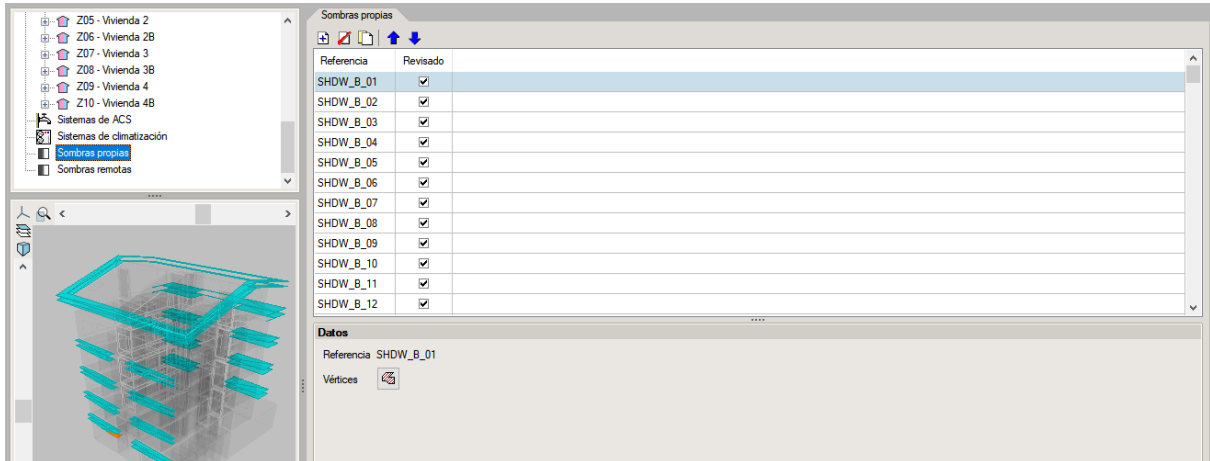 Z05 - Vivienda 2
Z06 - Vivienda 2B
Z07 - Vivienda 3
Z08 - Vivienda 3B
Z09 - Vivienda 4
Z10 - Vivienda 4B
Sistemas de ACS
Sistemas de climatización
Sombras propias
Sombras remotas
Sombras propias
Referencia Revisado
SHDW_B_01
SHDW_B_02
SHDW_B_03
SHDW_B_04
SHDW_B_05
SHDW_B_06
SHDW_B_07
SHDW_B_08
SHDW_B_09
SHDW_B_10
SHDW_B_11
SHDW_B_12
Datos
Referencia SHDW_B_01
Vértices